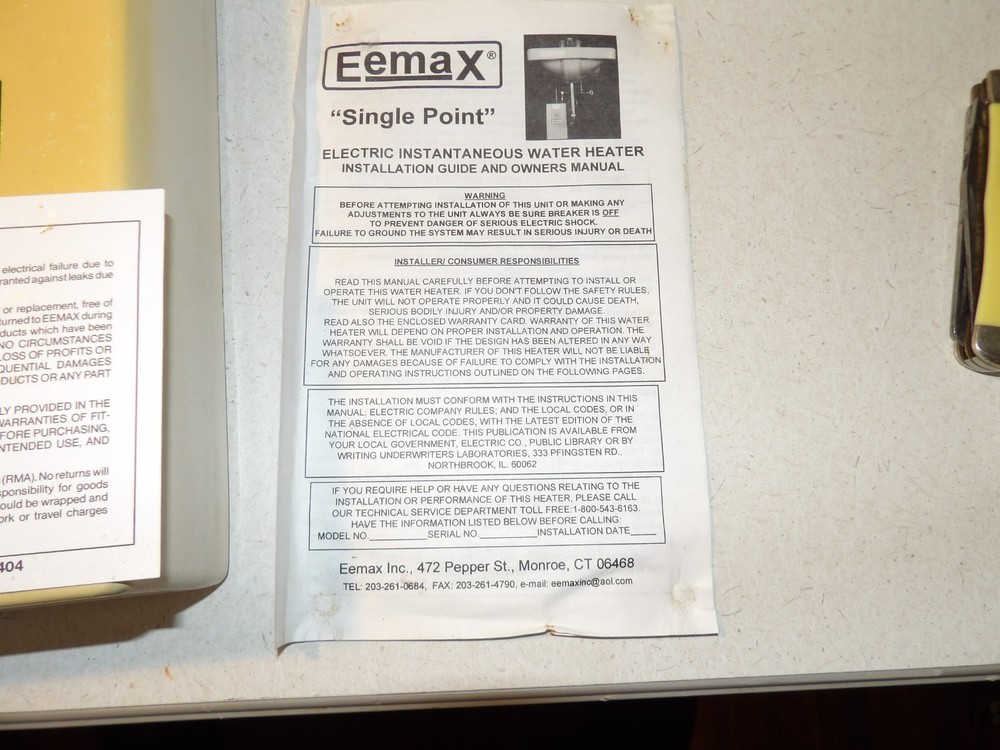 EemaX®
"Single Point"
ELECTRIC INSTANTANEOUS WATER HEATER
INSTALLATION GUIDE AND OWNERS MANUAL
WARNING
BEFORE ATTEMPTING INSTALLATION OF THIS UNIT OR MAKING ANY
ADJUSTMENTS TO THE UNIT ALWAYS BE SURE BREAKER IS OFF
TO PREVENT DANGER OF SERIOUS ELECTRIC SHOCK.
FAILURE TO GROUND THE SYSTEM MAY RESULT IN SERIOUS INJURY OR DEATH
INSTALLER/ CONSUMER RESPONSIBILITIES
READ THIS MANUAL CAREFULLY BEFORE ATTEMPTING TO INSTALL OR
OPERATE THIS WATER HEATER. IF YOU DON'T FOLLOW THE SAFETY RULES,
THE UNIT WILL NOT OPERATE PROPERLY AND IT COULD CAUSE DEATH,
SERIOUS BODILY INJURY AND/OR PROPERTY DAMAGE.
READ ALSO THE ENCLOSED WARRANTY CARD. WARRANTY OF THIS WATER
HEATER WILL DEPEND ON PROPER INSTALLATION AND OPERATION. THE
WARRANTY SHALL BE VOID IF THE DESIGN HAS BEEN ALTERED IN ANY WAY
WHATSOEVER. THE MANUFACTURER OF THIS HEATER WILL NOT BE LIABLE
FOR ANY DAMAGES BECAUSE OF FAILURE TO COMPLY WITH THE INSTALLATION
AND OPERATING INSTRUCTIONS OUTLINED ON THE FOLLOWING PAGES.
THE INSTALLATION MUST CONFORM WITH THE INSTRUCTIONS IN THIS
MANUAL; ELECTRIC COMPANY RULES; AND THE LOCAL CODES, OR IN
THE ABSENCE OF LOCAL CODES, WITH THE LATEST EDITION OF THE
NATIONAL ELECTRICAL CODE. THIS PUBLICATION IS AVAILABLE FROM
YOUR LOCAL GOVERNMENT, ELECTRIC CO., PUBLIC LIBRARY OR BY
WRITING UNDERWRITERS LABORATORIES, 333 PFINGSTEN RD.,
NORTHBROOK, IL. 60062
IF YOU REQUIRE HELP OR HAVE ANY QUESTIONS RELATING TO THE
INSTALLATION OR PERFORMANCE OF THIS HEATER, PLEASE CALL
OUR TECHNICAL SERVICE DEPARTMENT TOLL FREE:1-800-543-6163.
HAVE THE INFORMATION LISTED BELOW BEFORE CALLING:
MODEL NO.__________SERIAL NO.__________INSTALLATION DATE_____
Eemax Inc., 472 Pepper St., Monroe, CT 06468
TEL: 203-261-0684, FAX: 203-261-4790, e-mail: eemaxinc@aol.com
electrical failure due to
ranted against leaks due
or replacement, free of
turned to EEMAX during
ducts which have been
NO CIRCUMSTANCES
LOSS OF PROFITS OR
QUENTIAL DAMAGES
DUCTS OR ANY PART
LY PROVIDED IN THE
WARRANTIES OF FIT-
FORE PURCHASING,
NTENDED USE, AND
(RMA). No returns will
ponsibility for goods
ould be wrapped and
ork or travel charges
404